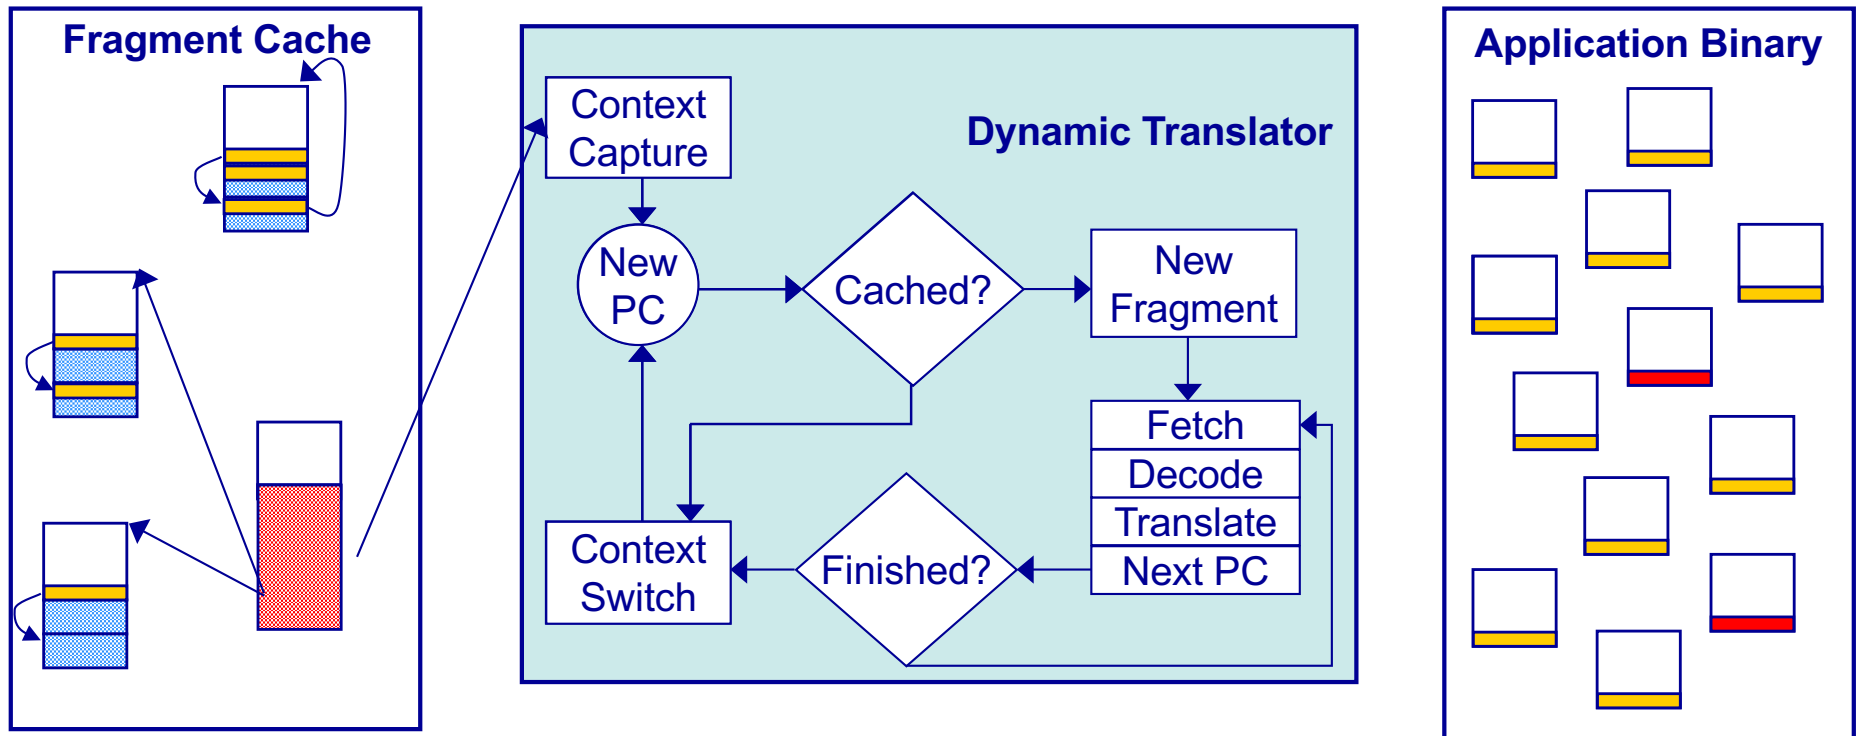 Fragment Cache
Context
Capture
Dynamic Translator
New
PC
Cached?
New
Fragment
Fetch
Decode
Translate
Next PC
Finished?
Context
Switch
Application Binary